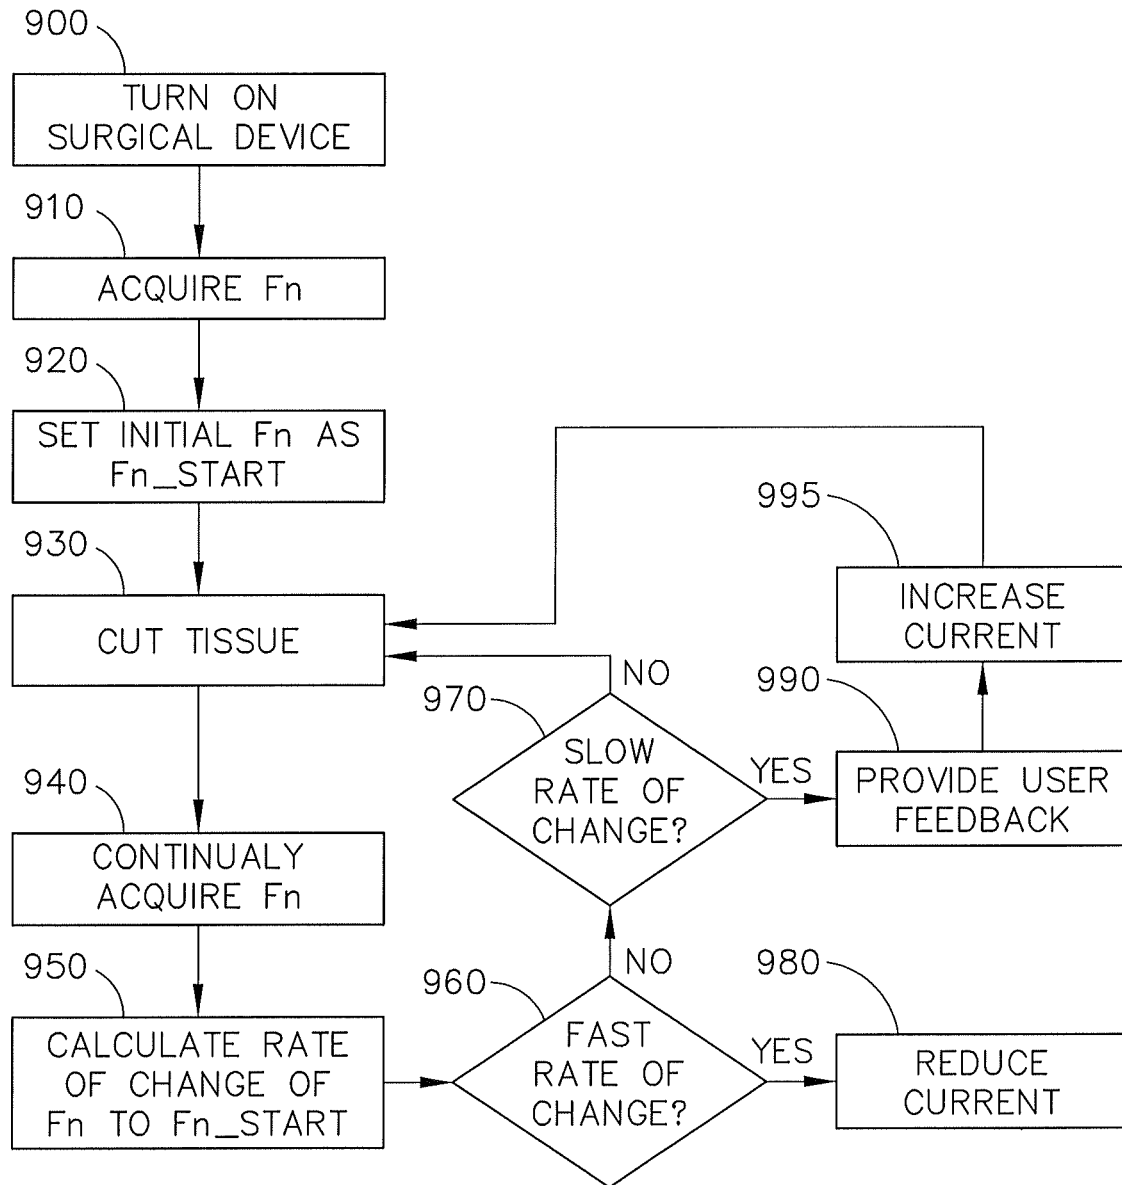 900
TURN ON
SURGICAL DEVICE
910
ACQUIRE Fn
920
SET INITIAL Fn AS
Fn_START
930
CUT TISSUE
940
CONTINUALY
ACQUIRE Fn
950
CALCULATE RATE
OF CHANGE OF
Fn TO Fn_START
960
FAST
RATE OF
CHANGE?
YES
NO
980
REDUCE
CURRENT
970
SLOW
RATE OF
CHANGE?
NO
YES
990
PROVIDE USER
FEEDBACK
995
INCREASE
CURRENT